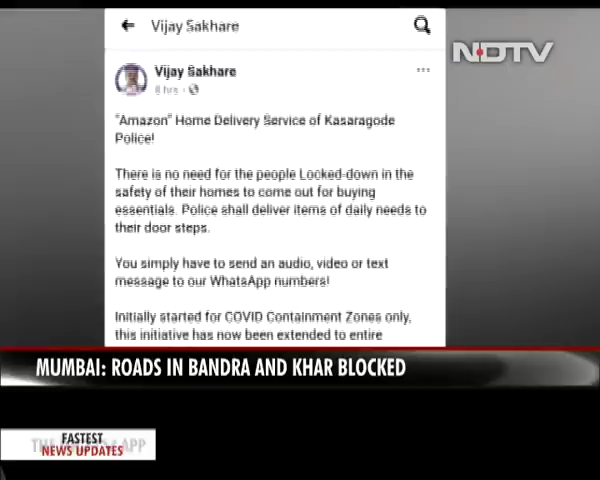 Vijay Sakhare
NDTV
Vijay Sakhare
8 hrs
"Amazon" Home Delivery Service of Kasaragode
Police!
There is no need for the people Locked-down in the
safety of their homes to come out for buying
essentials. Police shall deliver items of daily needs to
their door steps.
You simply have to send an audio, video or text
message to our WhatsApp numbers!
Initially started for COVID Containment Zones only,
this initiative has now been extended to entire
MUMBAI: ROADS IN BANDRA AND KHAR BLOCKED
FASTEST
NEWS UPDATES